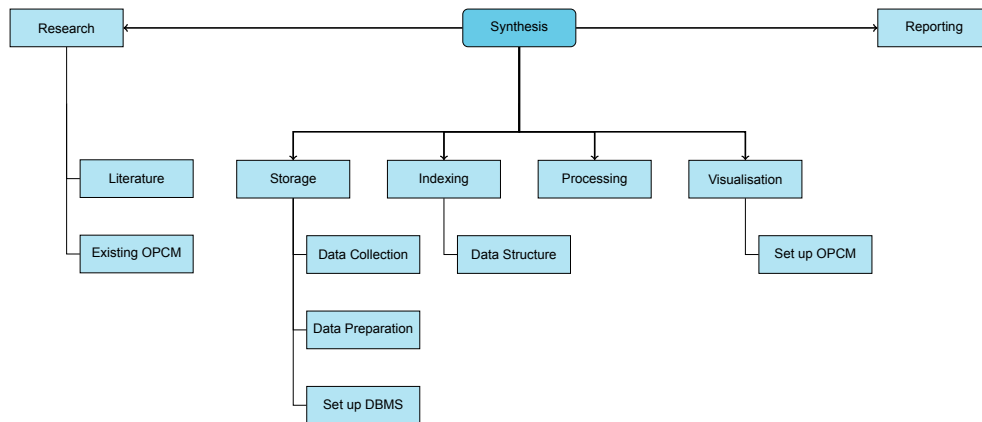 Research
Synthesis
Reporting
Literature
Storage
Indexing
Processing
Visualisation
Existing OPCM
Data Collection
Data Structure
Set up OPCM
Data Preparation
Set up DBMS